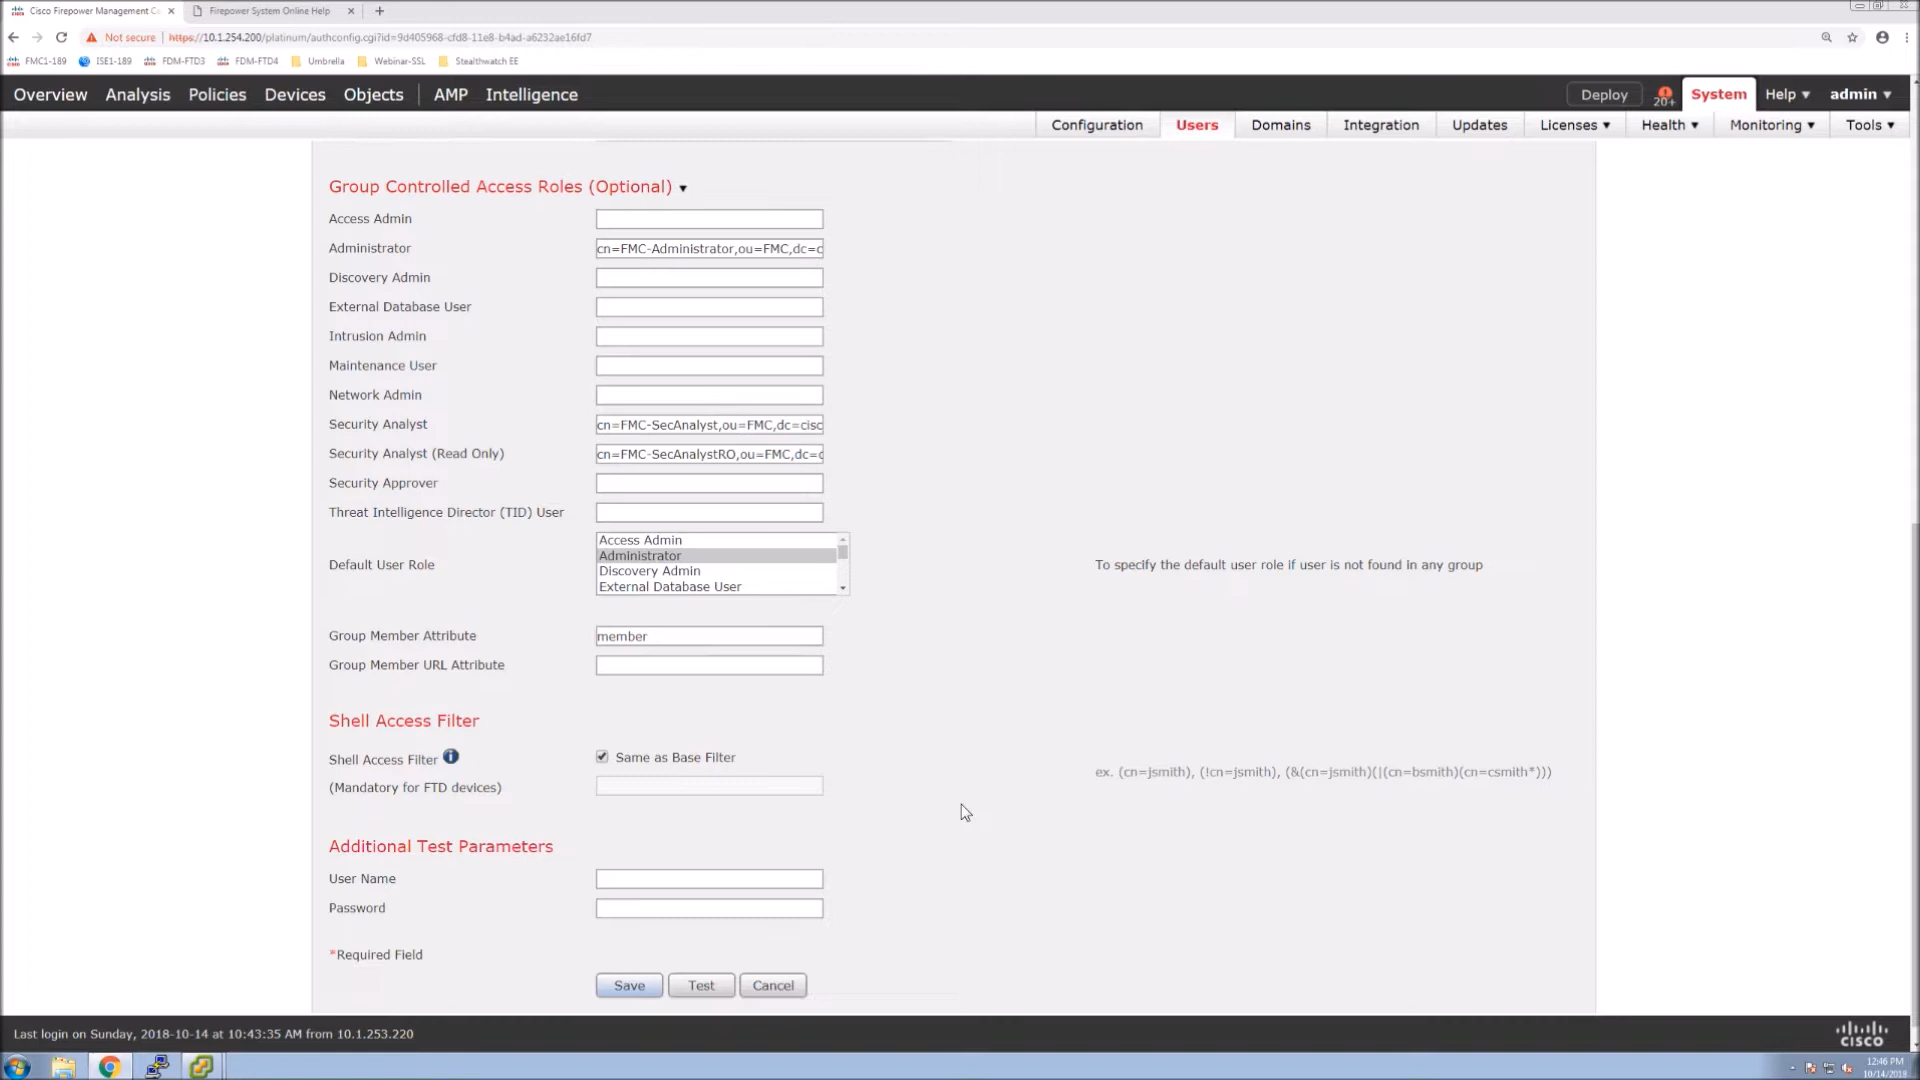 Cisco Firepower Management C
Firepower System Online Help
Not secure | https://10.1.254.200/platinum/authconfig.cgi?id=9d405968-cfd8-11e8-b4ad-a6232ae16fd7
FMC1-189 ISE1-189 FDM-FTD3 FDM-FTD4 Umbrella Webinar-SSL Stealthwatch EE
Overview Analysis Policies Devices Objects AMP Intelligence Deploy 20+ System Help admin
Configuration Users Domains Integration Updates Licenses Health Monitoring Tools
Group Controlled Access Roles (Optional)
Access Admin
Administrator cn=FMC-Administrator,ou=FMC,dc=c
Discovery Admin
External Database User
Intrusion Admin
Maintenance User
Network Admin
Security Analyst cn=FMC-SecAnalyst,ou=FMC,dc=cisc
Security Analyst (Read Only) cn=FMC-SecAnalystRO,ou=FMC,dc=c
Security Approver
Threat Intelligence Director (TID) User
Access Admin
Administrator
Default User Role To specify the default user role if user is not found in any group
Discovery Admin
External Database User
Group Member Attribute member
Group Member URL Attribute
Shell Access Filter
Shell Access Filter Same as Base Filter
ex. (cn=jsmith), (!cn=jsmith), (&(cn=jsmith)(|(cn=bsmith)(cn=csmith*)))
(Mandatory for FTD devices)
Additional Test Parameters
User Name
Password
*Required Field
Save Test Cancel
Last login on Sunday, 2018-10-14 at 10:43:35 AM from 10.1.253.220
CISCO
12:46 PM
10/14/2018